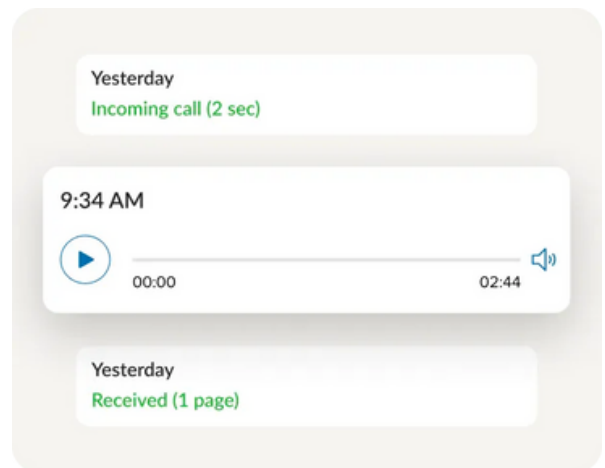 Yesterday
Incoming call (2 sec)
9:34 AM
00:00 02:44
Yesterday
Received (1 page)